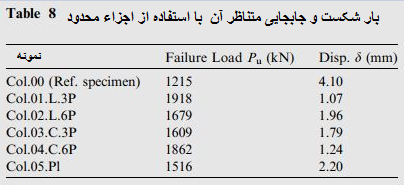 Table 8 بار شکست و جابجایی متناظر آن با استفاده از اجزاء محدود
نمونه Failure Load Pu (kN) Disp. δ (mm)
Col.00 (Ref. specimen) 1215 4.10
Col.01.L.3P 1918 1.07
Col.02.L.6P 1679 1.96
Col.03.C.3P 1609 1.79
Col.04.C.6P 1862 1.24
Col.05.Pl 1516 2.20